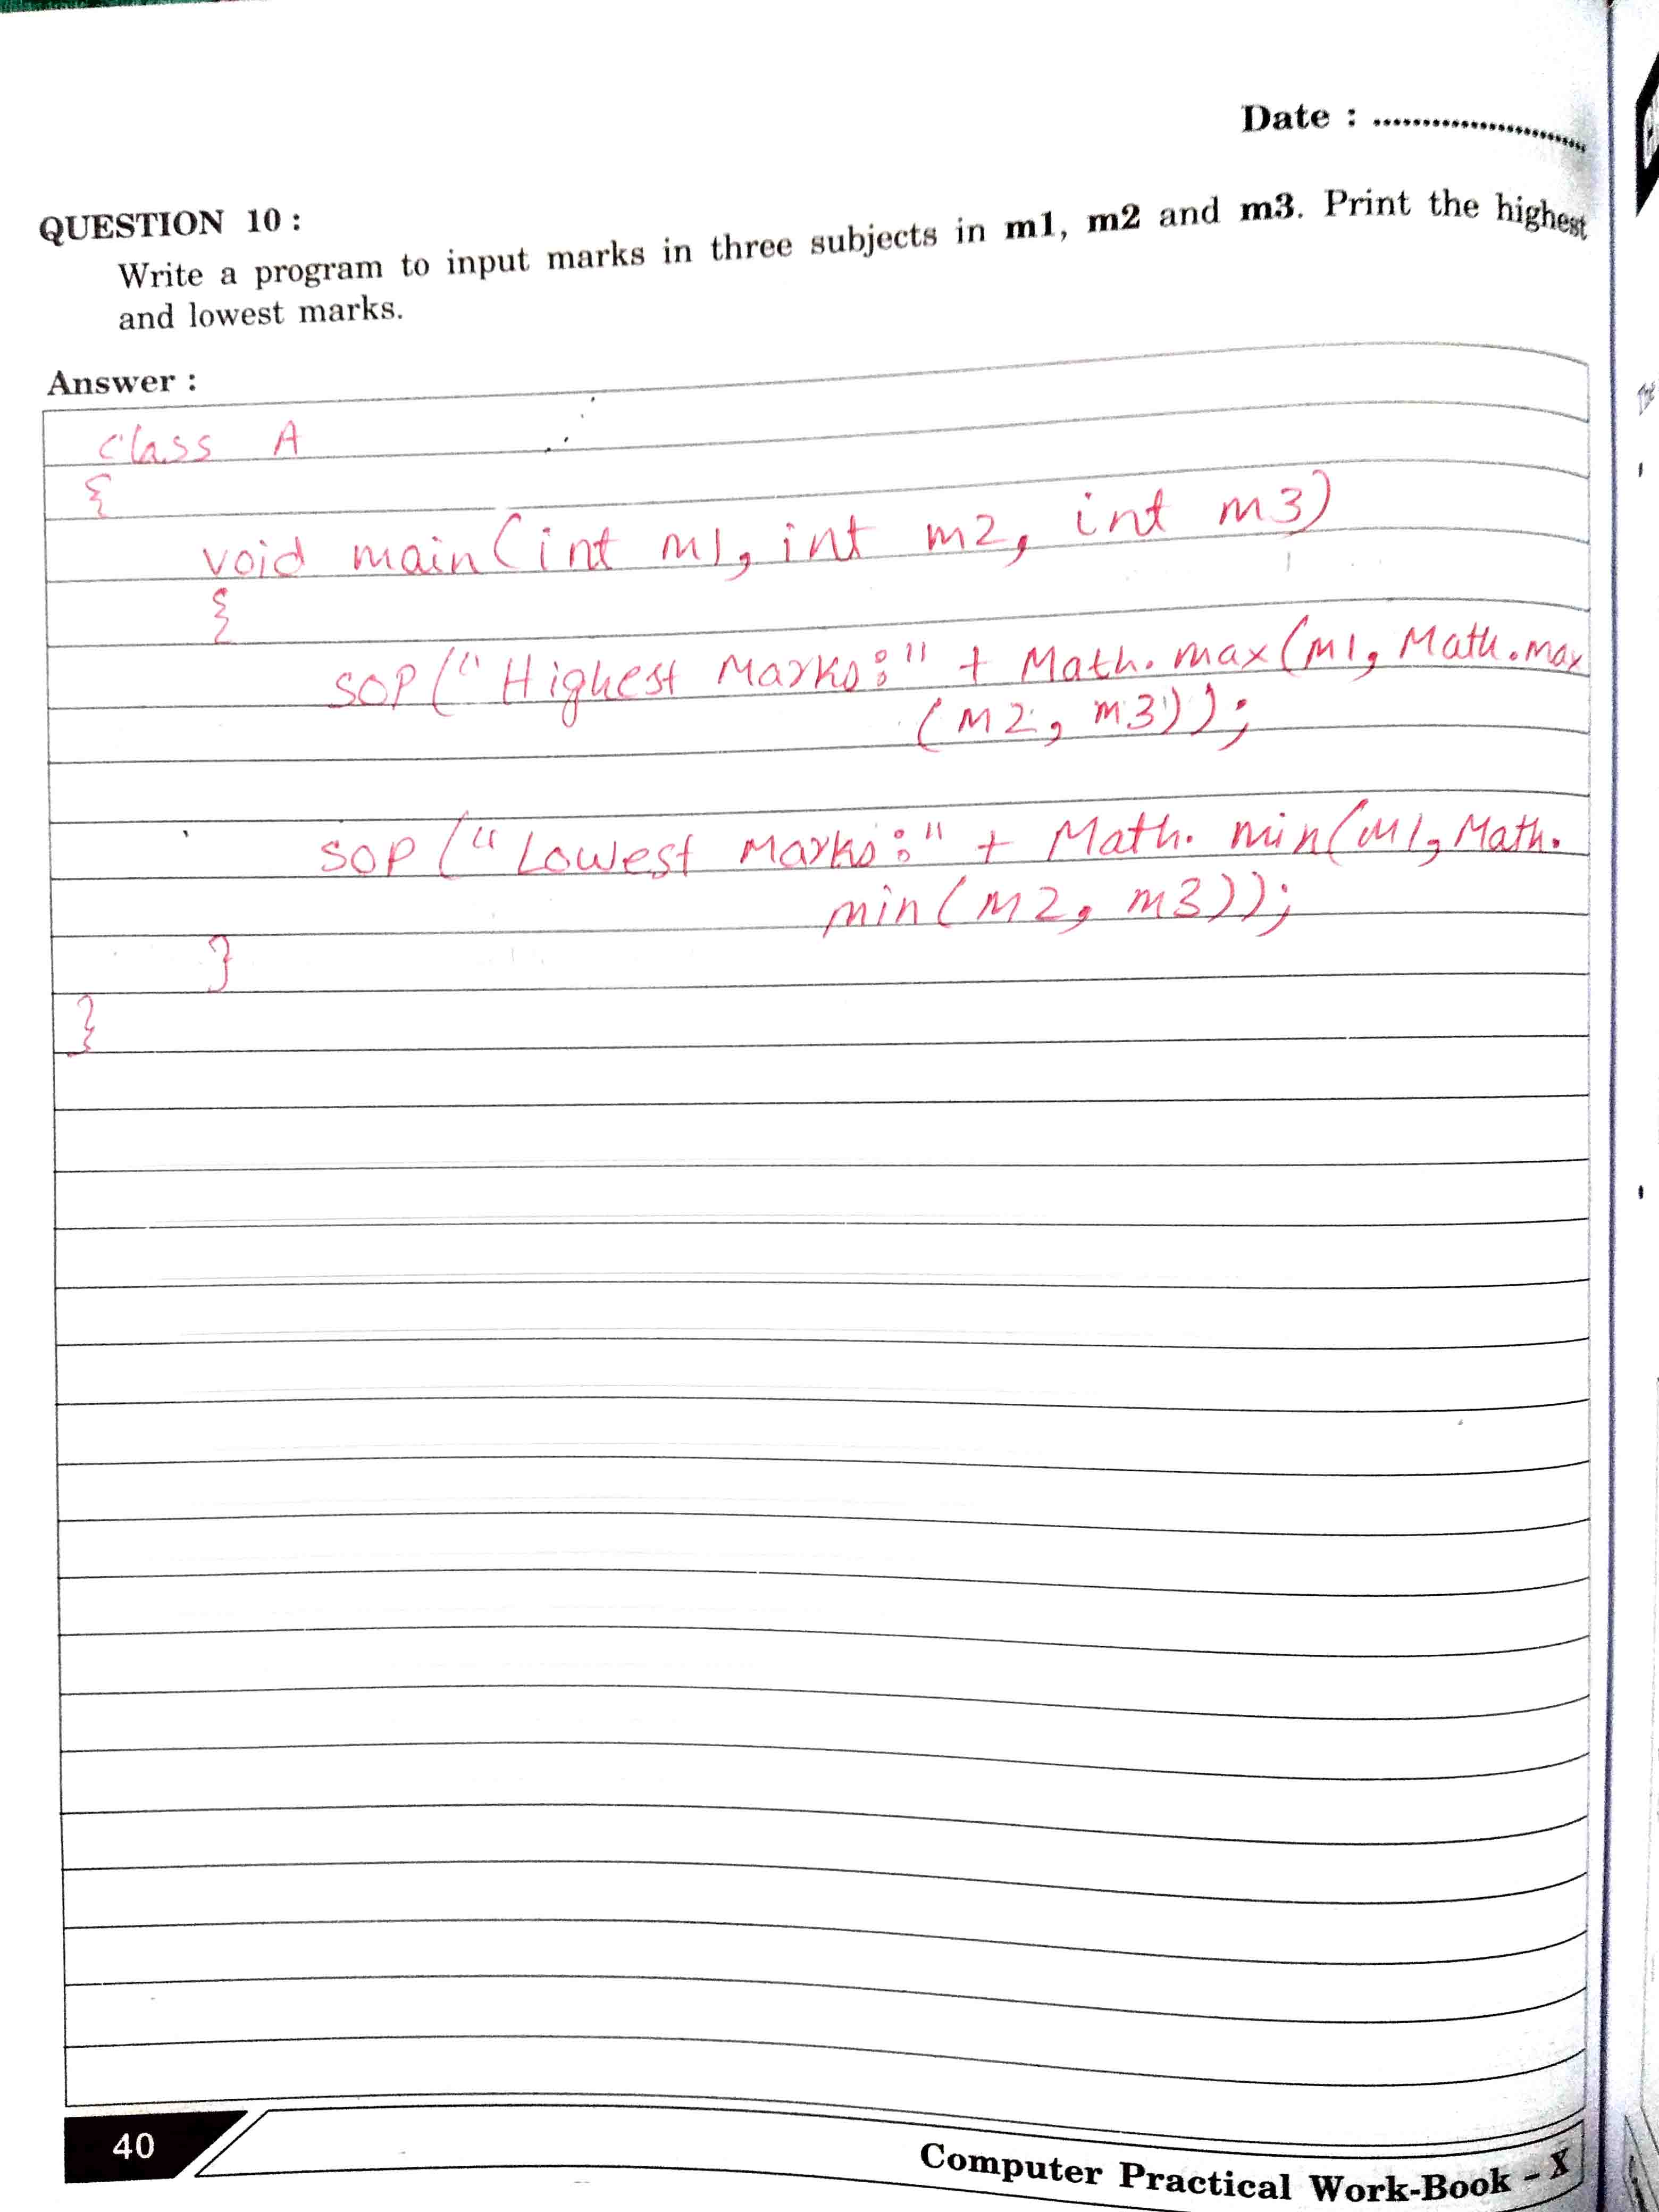 Date : ........................
QUESTION 10 :
Write a program to input marks in three subjects in m1, m2 and m3. Print the highest
and lowest marks.
Answer :
class A
{
void main(int m1, int m2, int m3)
{
SOP("Highest Marks:" + Math.max(m1, Math.max
(m2, m3));
SOP("Lowest Marks:" + Math. min(m1, Math.
min(m2, m3));
}
}
40
Computer Practical Work-Book - X